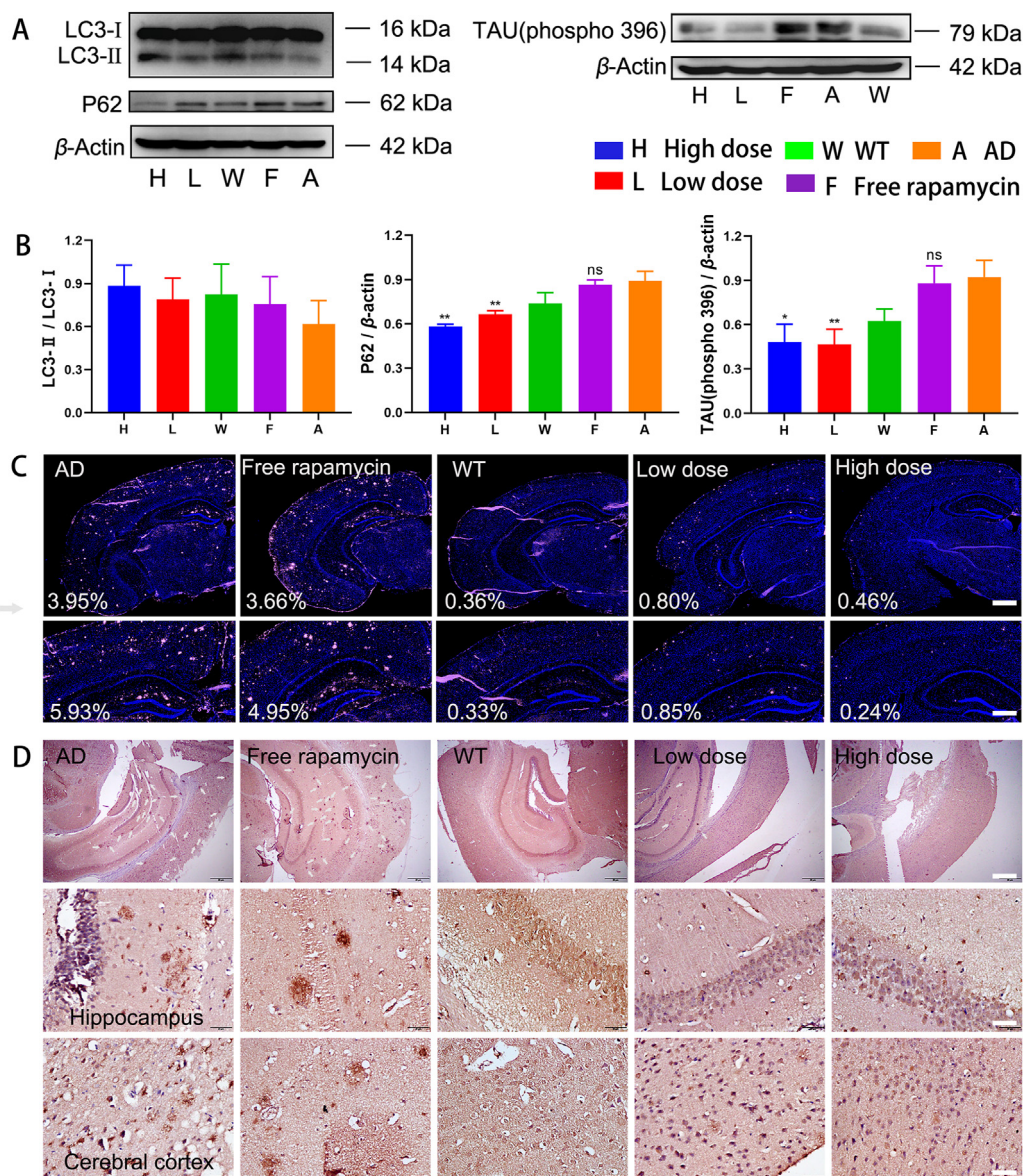 A
LC3-I
LC3-II
16 kDa
14 kDa
P62
62 kDa
β-Actin
42 kDa
H L W F A
TAU(phospho 396)
79 kDa
β-Actin
42 kDa
H L F A W
H High dose W WT A AD
L Low dose F Free rapamycin
B
LC3-Ⅱ / LC3-Ⅰ
1.2
0.9
0.6
0.3
0.0
H L W F A
P62 / β-actin
1.2
0.9
0.6
0.3
0.0
** ** ns
H L W F A
TAU(phospho 396) / β-actin
1.2
0.9
0.6
0.3
0.0
* ** ns
H L W F A
C
AD Free rapamycin WT Low dose High dose
3.95% 3.66% 0.36% 0.80% 0.46%
5.93% 4.95% 0.33% 0.85% 0.24%
D
AD Free rapamycin WT Low dose High dose
Hippocampus
Cerebral cortex